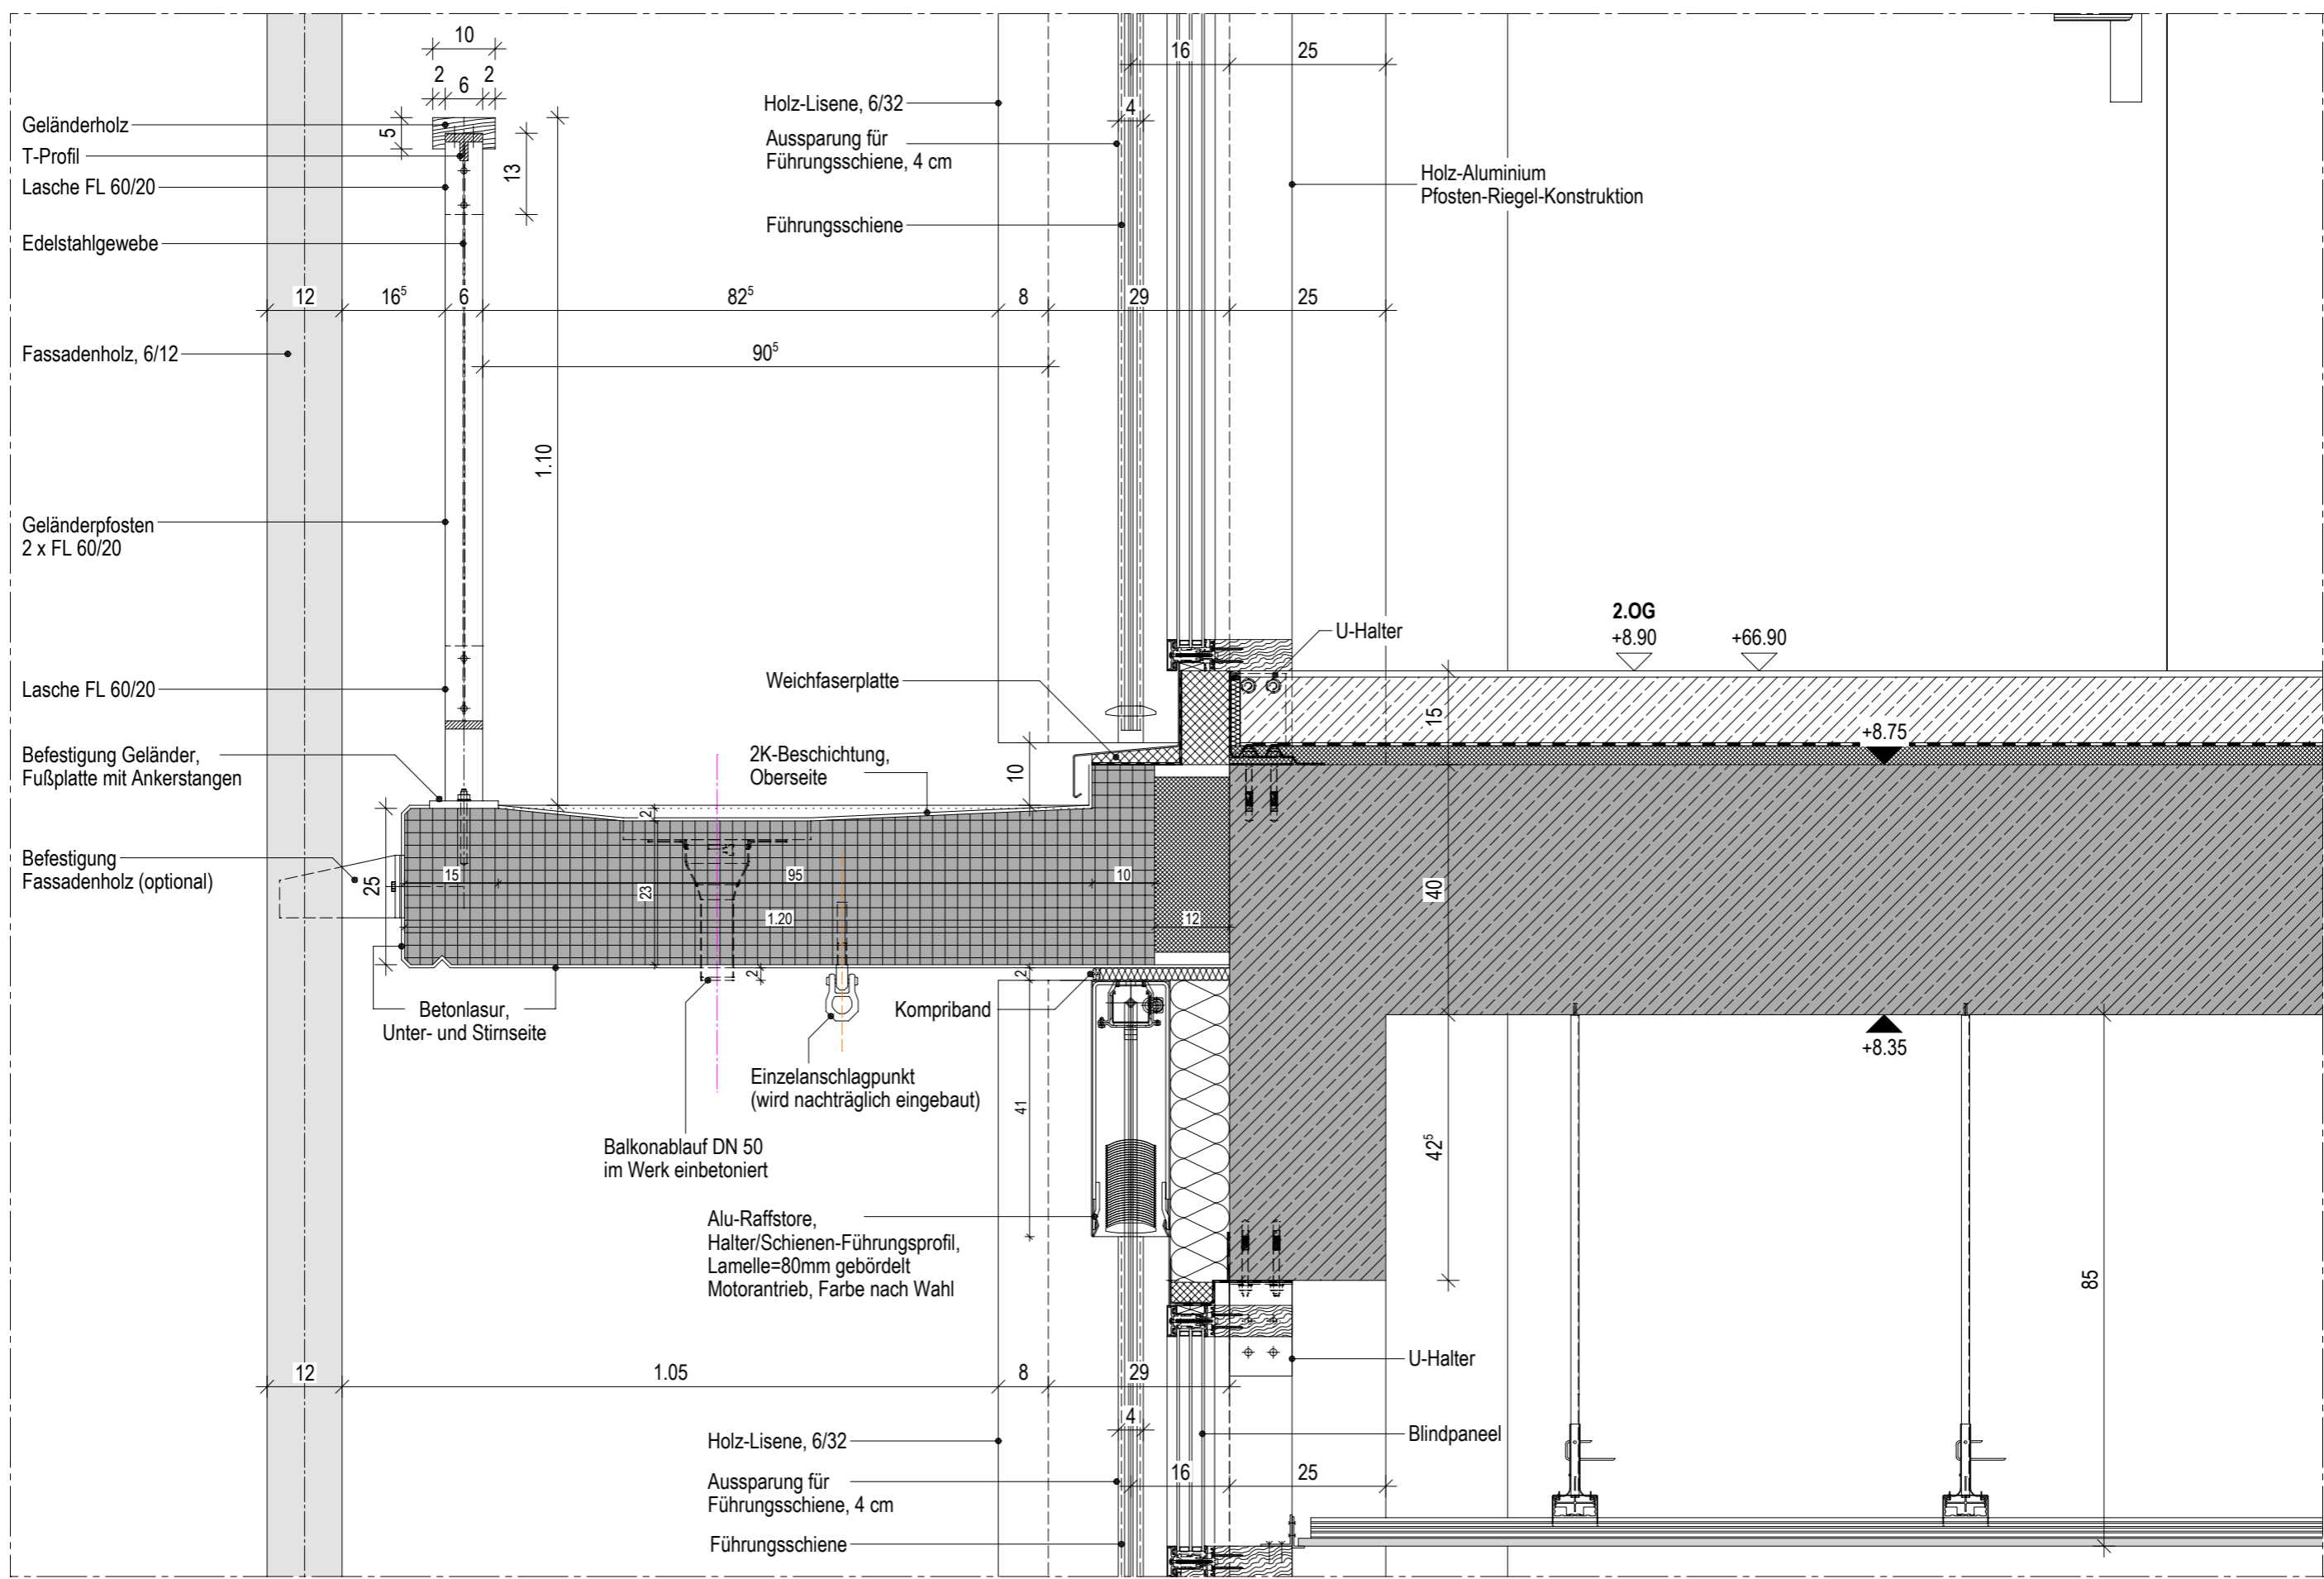 10
2
6
2
5
13
Geländerholz
T-Profil
Lasche FL 60/20
Edelstahlgewebe
12
16⁵
6
82⁵
8
29
25
Fassadenholz, 6/12
90⁵
1.10
Geländerpfosten
2 x FL 60/20
Lasche FL 60/20
Befestigung Geländer,
Fußplatte mit Ankerstangen
Befestigung
Fassadenholz (optional)
Holz-Lisene, 6/32
Aussparung für
Führungsschiene, 4 cm
Führungsschiene
16
25
4
Holz-Aluminium
Pfosten-Riegel-Konstruktion
U-Halter
2.OG
+8.90
+66.90
Weichfaserplatte
2K-Beschichtung,
Oberseite
10
15
+8.75
2
25
15
95
10
23
1.20
12
40
2
2
Betonlasur,
Unter- und Stirnseite
Kompriband
+8.35
Einzelanschlagpunkt
(wird nachträglich eingebaut)
41
42⁵
Balkonablauf DN 50
im Werk einbetoniert
Alu-Raffstore,
Halter/Schienen-Führungsprofil,
Lamelle=80mm gebördelt
Motorantrieb, Farbe nach Wahl
85
12
1.05
8
29
U-Halter
4
Holz-Lisene, 6/32
Blindpaneel
Aussparung für
Führungsschiene, 4 cm
16
25
Führungsschiene